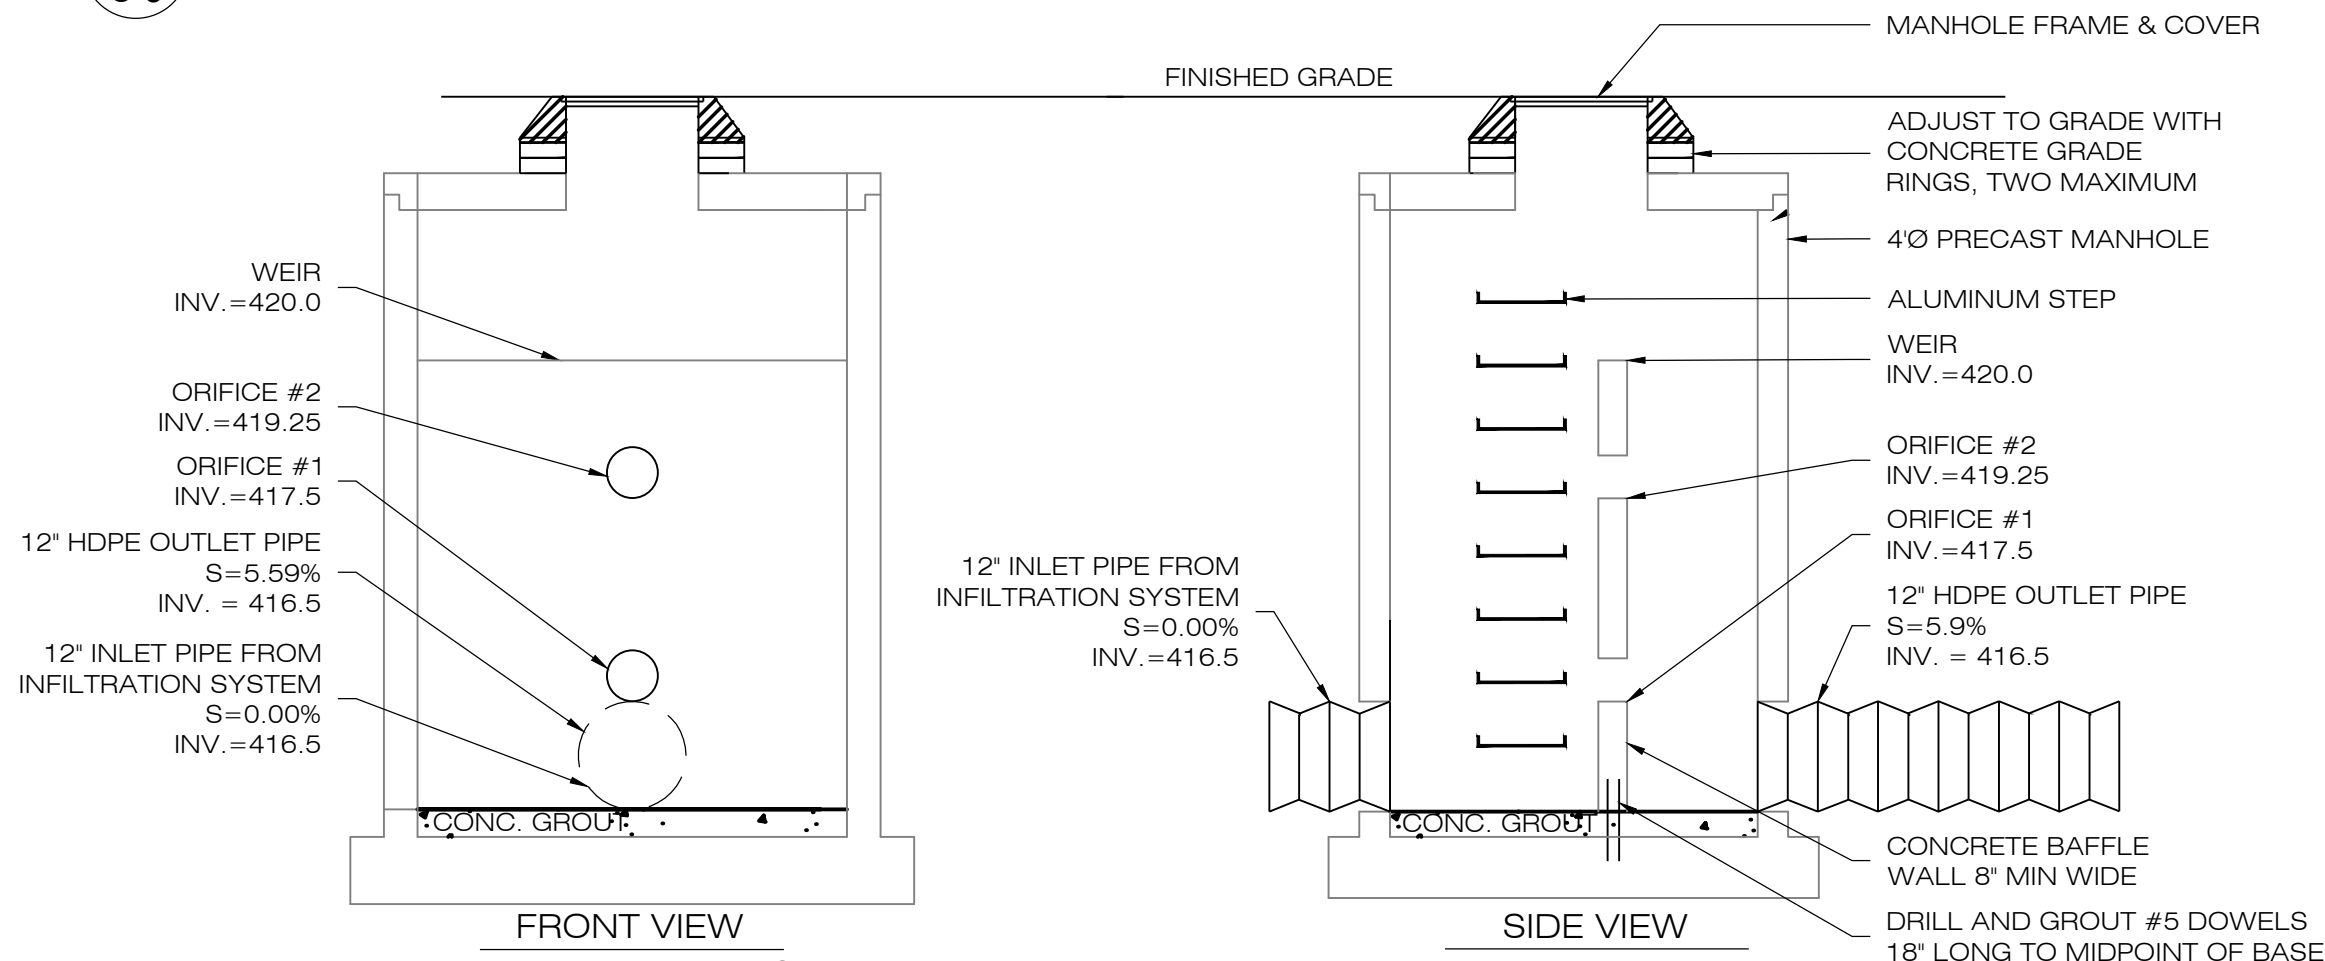 FINISHED GRADE
WEIR
INV.=420.0
ORIFICE #2
INV.=419.25
ORIFICE #1
INV.=417.5
12" HDPE OUTLET PIPE
S=5.59%
INV. = 416.5
12" INLET PIPE FROM
INFILTRATION SYSTEM
S=0.00%
INV.=416.5
CONC. GROUT
FRONT VIEW
12" INLET PIPE FROM
INFILTRATION SYSTEM
S=0.00%
INV.=416.5
MANHOLE FRAME & COVER
ADJUST TO GRADE WITH
CONCRETE GRADE
RINGS, TWO MAXIMUM
4'Ø PRECAST MANHOLE
ALUMINUM STEP
WEIR
INV.=420.0
ORIFICE #2
INV.=419.25
ORIFICE #1
INV.=417.5
12" HDPE OUTLET PIPE
S=5.9%
INV. = 416.5
CONC. GROUT
CONCRETE BAFFLE
WALL 8" MIN WIDE
DRILL AND GROUT #5 DOWELS
18" LONG TO MIDPOINT OF BASE
SIDE VIEW